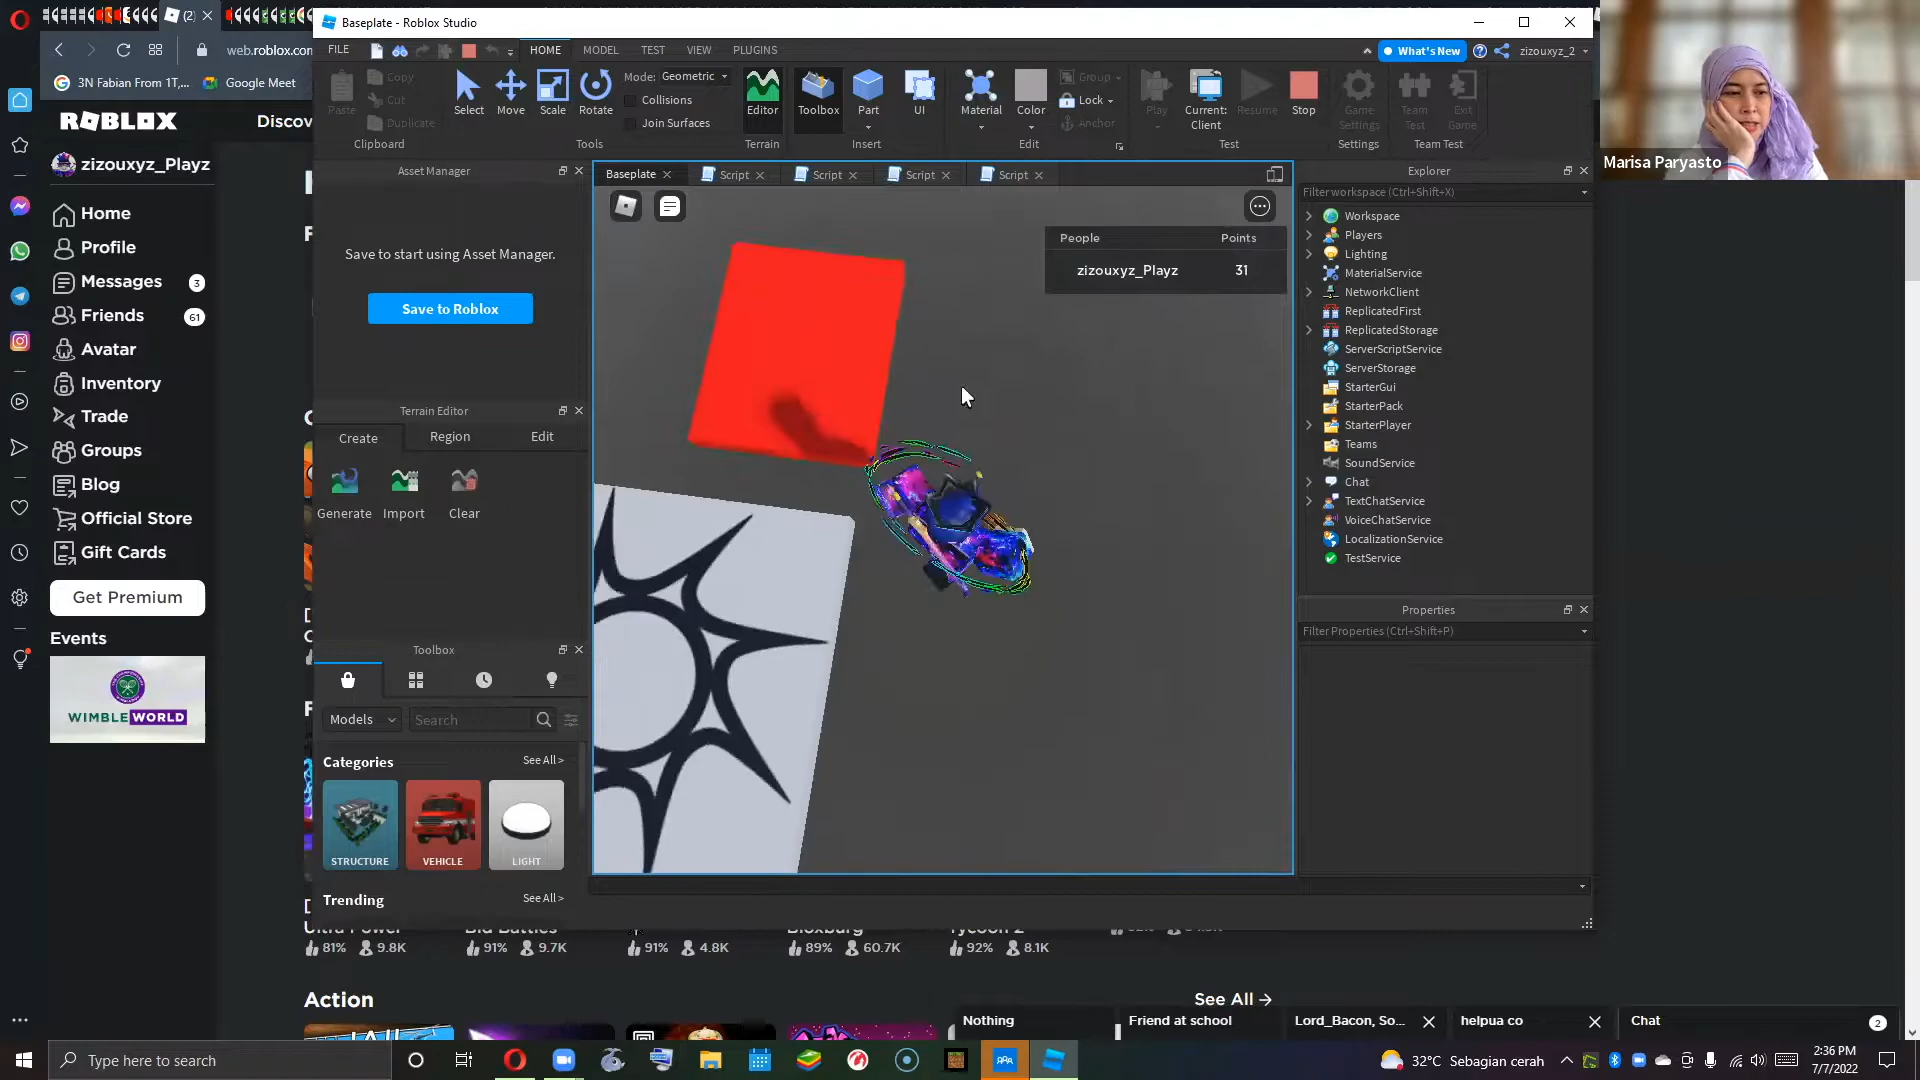 (2)
Baseplate - Roblox Studio
web.roblox.com
3N Fabian From 1T,...
Google Meet
FILE
HOME
MODEL
TEST
VIEW
PLUGINS
What's New
zizouxyz_2
Paste
Copy
Cut
Duplicate
Clipboard
Select
Move
Scale
Rotate
Mode: Geometric
Collisions
Join Surfaces
Tools
Editor
Terrain
Toolbox
Part
UI
Insert
Material
Color
Group
Lock
Anchor
Edit
Play
Current:
Client
Resume
Stop
Test
Game
Settings
Settings
Team
Test
Exit
Game
Team Test
Marisa Paryasto
ROBLOX
Discov
zizouxyz_Playz
Home
Profile
Messages
3
Friends
61
Avatar
Inventory
Trade
Groups
Blog
Official Store
Gift Cards
Get Premium
Events
WIMBLEWORLD
Asset Manager
Save to start using Asset Manager.
Save to Roblox
Terrain Editor
Create
Region
Edit
Generate
Import
Clear
Toolbox
Models
Search
Categories
See All >
STRUCTURE
VEHICLE
LIGHT
Trending
See All >
Baseplate
Script
Script
Script
Script
People
Points
zizouxyz_Playz
31
Explorer
Filter workspace (Ctrl+Shift+X)
Workspace
Players
Lighting
MaterialService
NetworkClient
ReplicatedFirst
ReplicatedStorage
ServerScriptService
ServerStorage
StarterGui
StarterPack
StarterPlayer
Teams
SoundService
Chat
TextChatService
VoiceChatService
LocalizationService
TestService
Properties
Filter Properties (Ctrl+Shift+P)
81%
9.8K
91%
9.7K
91%
4.8K
89%
60.7K
92%
8.1K
Action
See All →
Nothing
Friend at school
Lord_Bacon, So...
helpua co
Chat
2
Type here to search
32°C Sebagian cerah
2:36 PM
7/7/2022